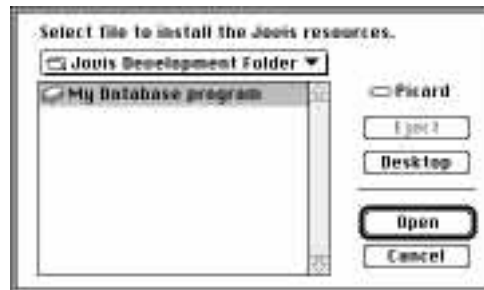 Select file to install the Jovis resources.
Jovis Development Folder
My Database program
Picard
Eject
Desktop
Open
Cancel